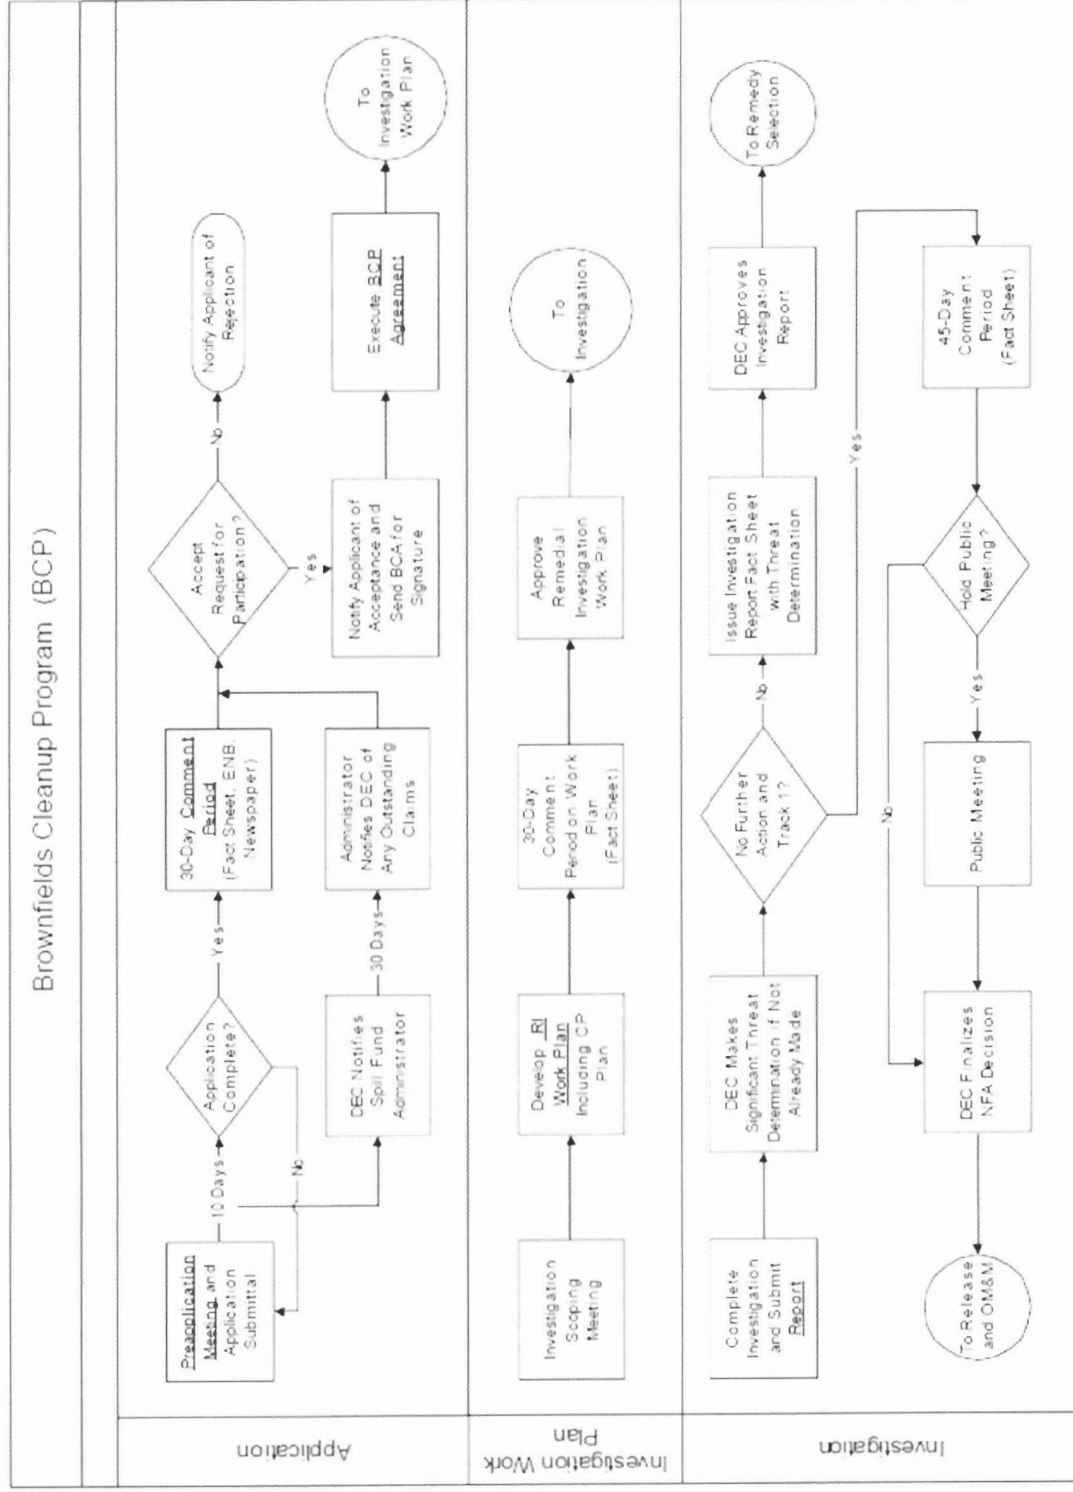 Brownfields Cleanup Program (BCP)
Application
Preapplication
Meeting and
Application
Submittal
10 Days
Application
Complete?
Yes
No
30-Day Comment
Period
(Fact Sheet, ENB,
Newspaper)
DEC Notifies
Spill Fund
Administrator
30 Days
Administrator
Notifies DEC of
Any Outstanding
Claims
Accept
Request for
Participation?
No
Notify Applicant of
Rejection
Yes
Notify Applicant of
Acceptance and
Send BCA for
Signature
Execute BCP
Agreement
To
Investigation
Work Plan
Investigation Work
Plan
Investigation
Scoping
Meeting
Develop RI
Work Plan
Including CP
Plan
30-Day
Comment
Period on Work
Plan
(Fact Sheet)
Approve
Remedial
Investigation
Work Plan
To
Investigation
Investigation
Complete
Investigation
and Submit
Report
DEC Makes
Significant Threat
Determination if Not
Already Made
No Further
Action and
Track 1?
No
Issue Investigation
Report Fact Sheet
with Threat
Determination
DEC Approves
Investigation
Report
To Remedy
Selection
Yes
45-Day
Comment
Period
(Fact Sheet)
Hold Public
Meeting?
No
Yes
Public Meeting
DEC Finalizes
NFA Decision
To Release
and OM&M